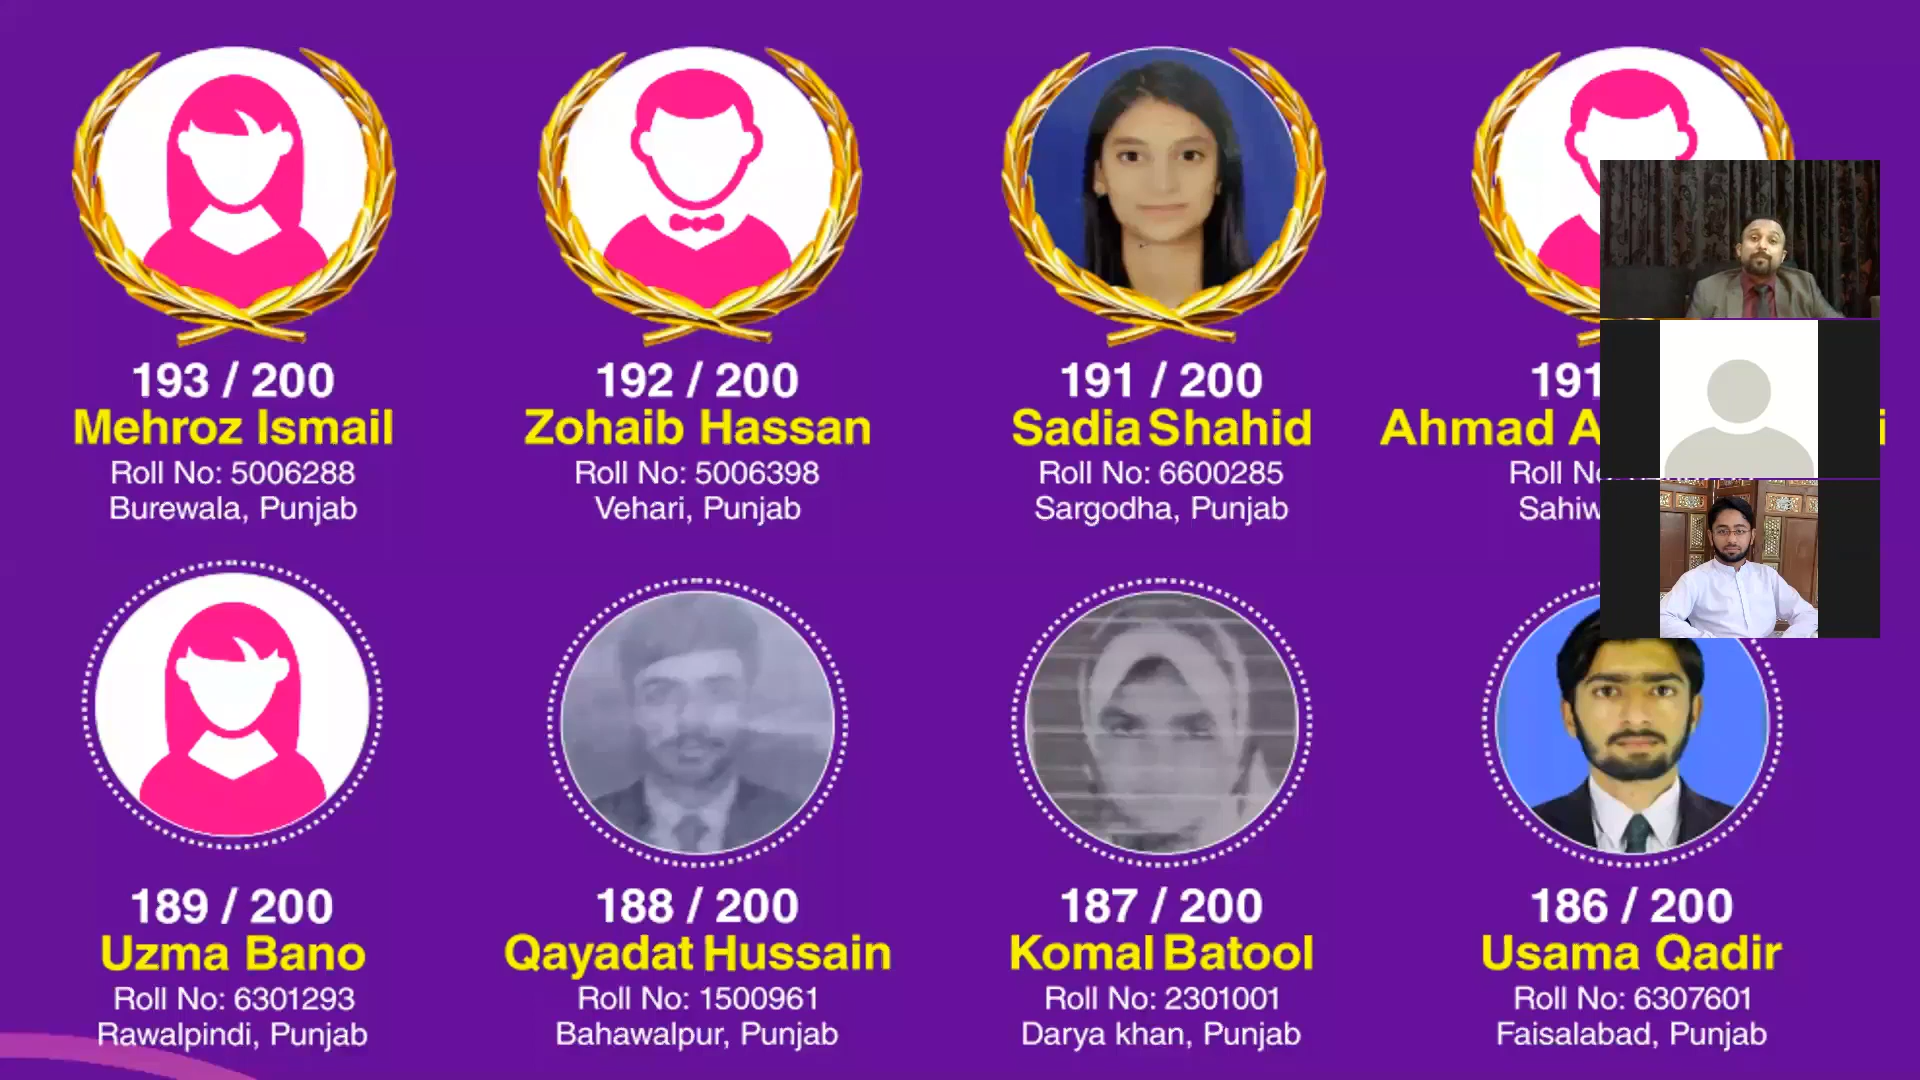 193 / 200
Mehroz Ismail
Roll No: 5006288
Burewala, Punjab
192 / 200
Zohaib Hassan
Roll No: 5006398
Vehari, Punjab
191 / 200
Sadia Shahid
Roll No: 6600285
Sargodha, Punjab
191
Ahmad
Roll
189 / 200
Uzma Bano
Roll No: 6301293
Rawalpindi, Punjab
188 / 200
Qayadat Hussain
Roll No: 1500961
Bahawalpur, Punjab
187 / 200
Komal Batool
Roll No: 2301001
Darya khan, Punjab
186 / 200
Usama Qadir
Roll No: 6307601
Faisalabad, Punjab